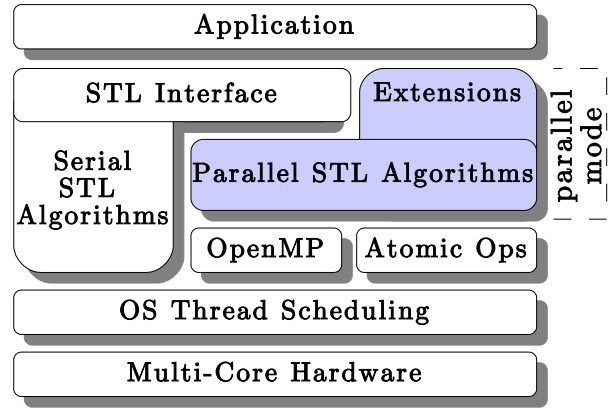 Application
STL Interface
Extensions
parallel
mode
Serial
STL
Algorithms
Parallel STL Algorithms
OpenMP
Atomic Ops
OS Thread Scheduling
Multi-Core Hardware